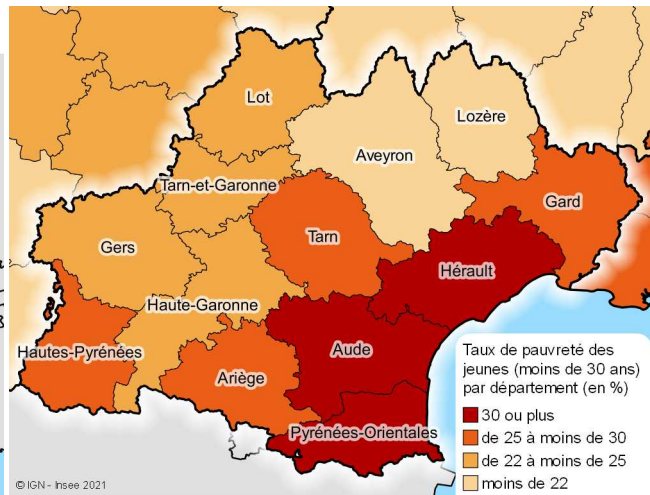 Lot
Lozère
Aveyron
Tarn-et-Garonne
Gard
Tarn
Gers
Hérault
Haute-Garonne
Hautes-Pyrénées
Aude
Ariège
Pyrénées-Orientales
Taux de pauvreté des
jeunes (moins de 30 ans)
par département (en %)
30 ou plus
de 25 à moins de 30
de 22 à moins de 25
moins de 22
© IGN - Insee 2021